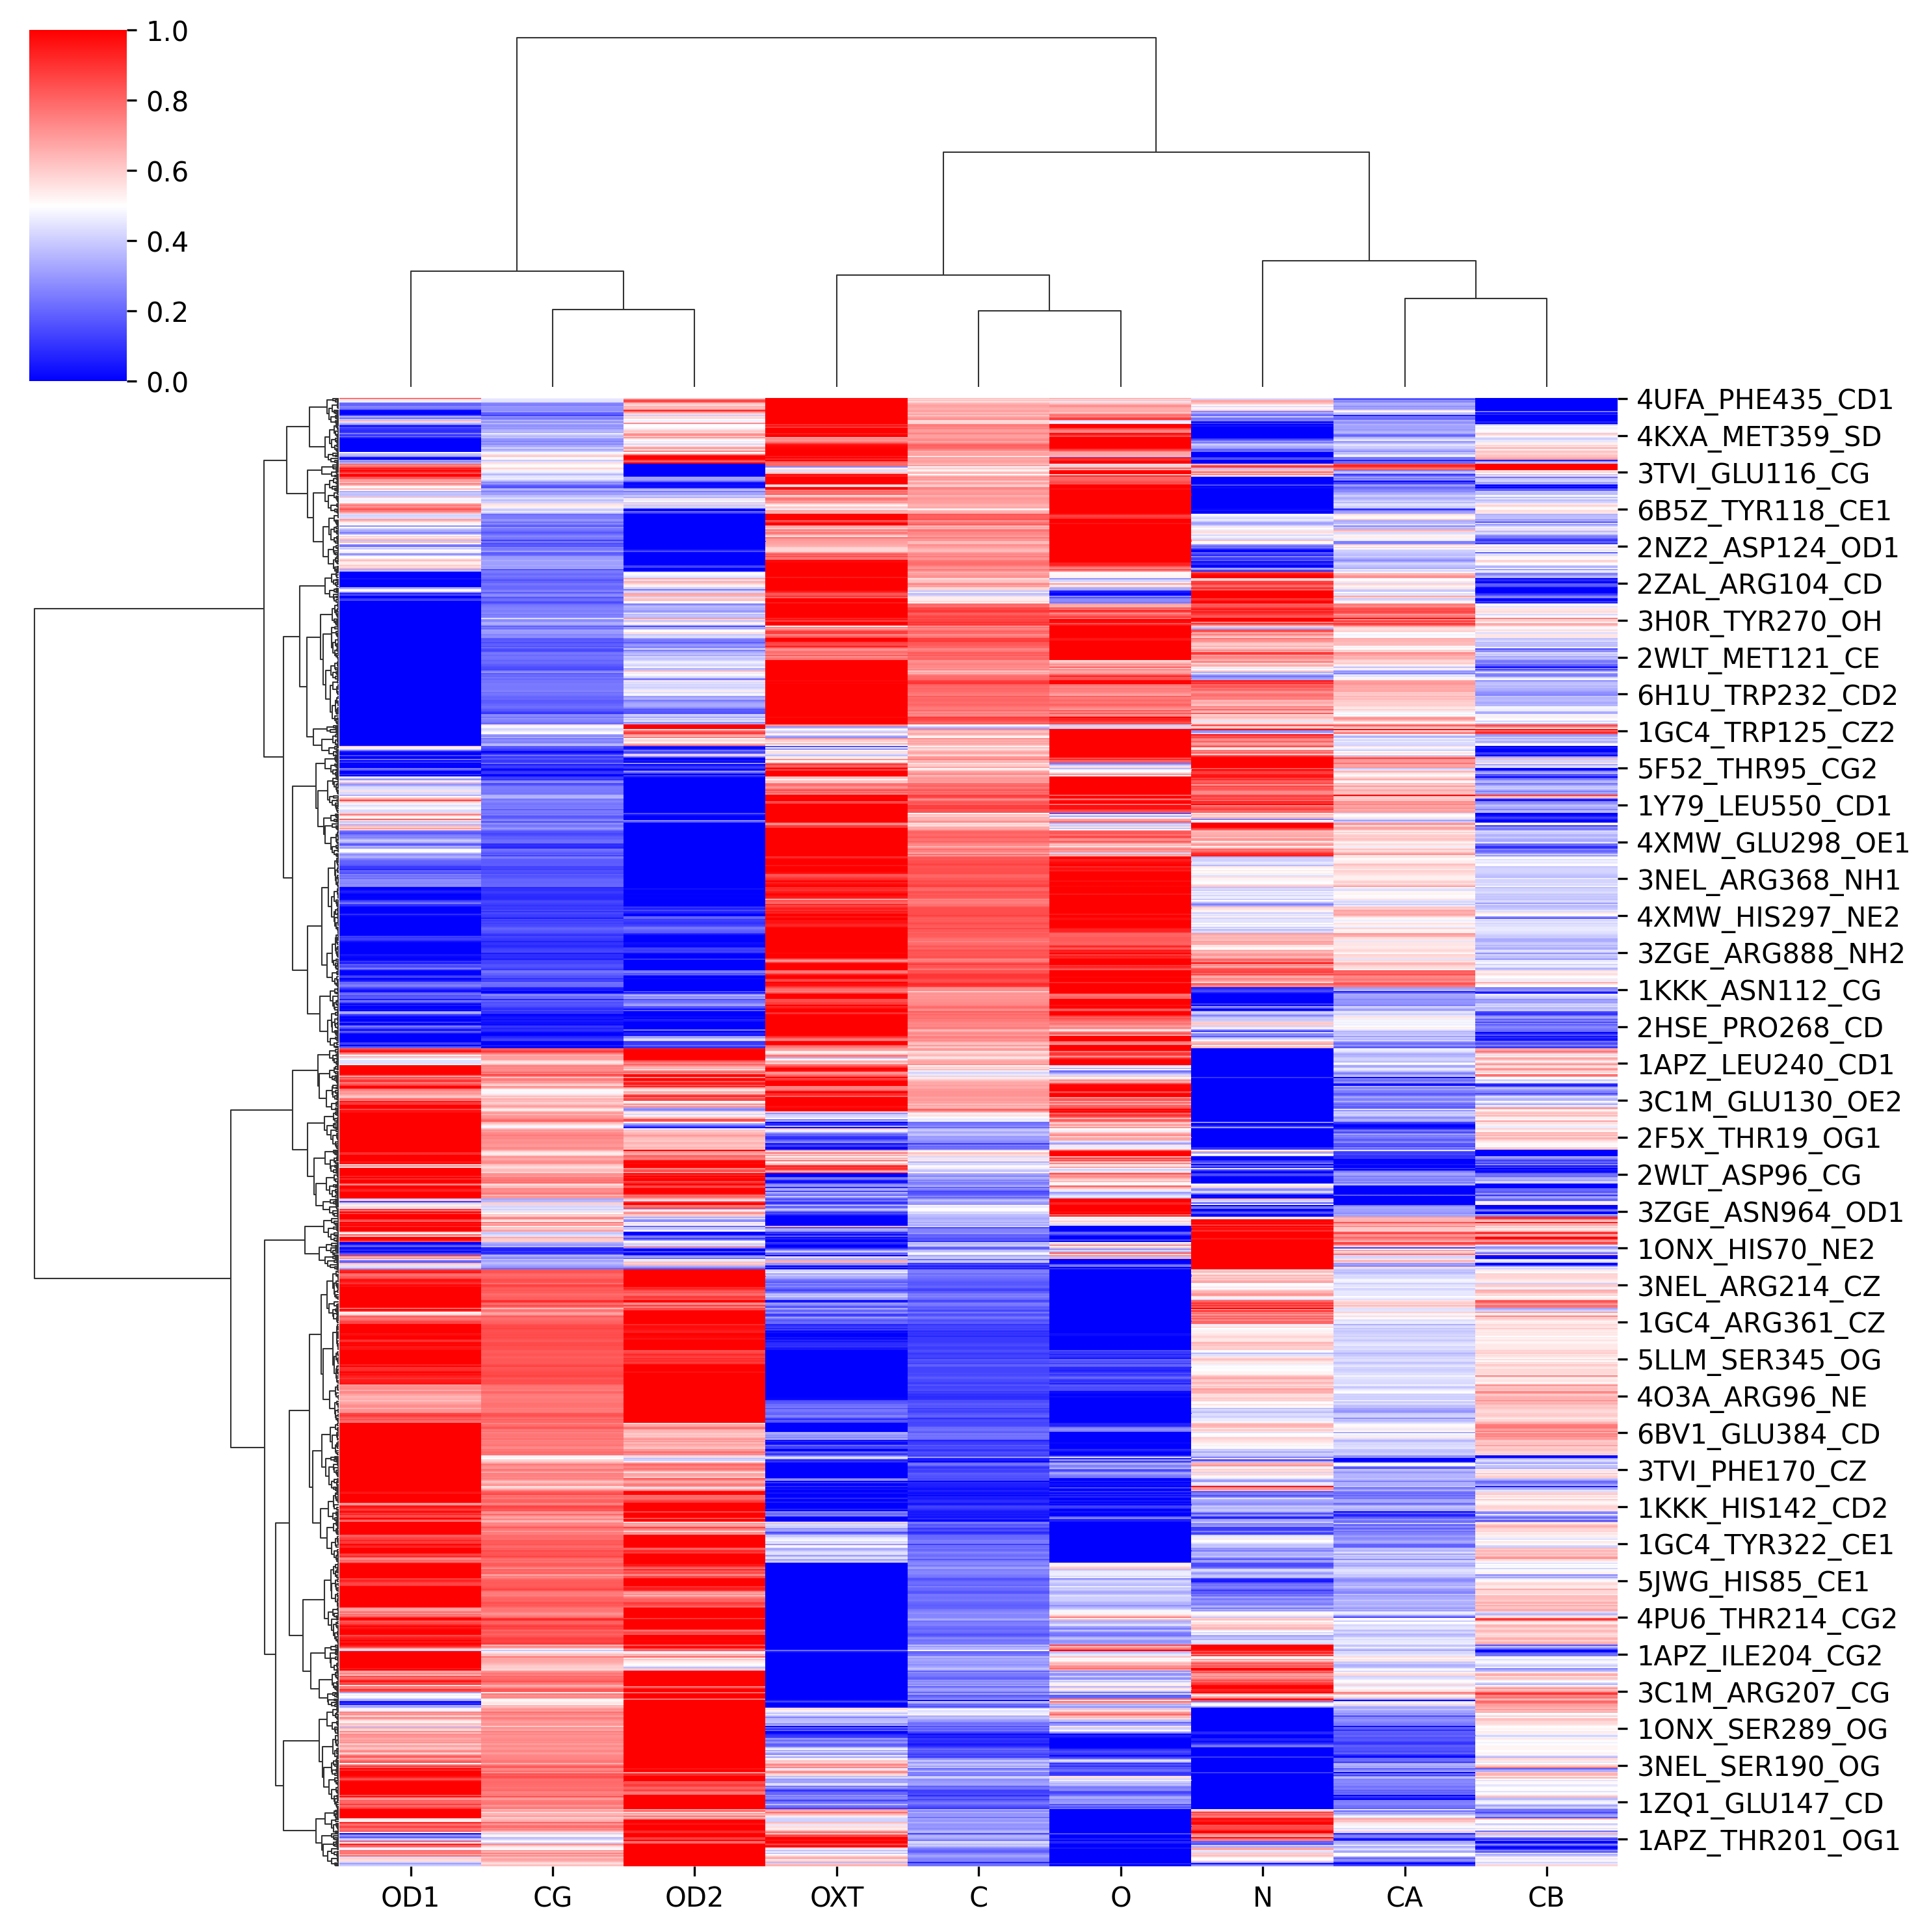 1.0
0.8
0.6
0.4
0.2
0.0
4UFA_PHE435_CD1
4KXA_MET359_SD
3TVI_GLU116_CG
6B5Z_TYR118_CE1
2NZ2_ASP124_OD1
2ZAL_ARG104_CD
3H0R_TYR270_OH
2WLT_MET121_CE
6H1U_TRP232_CD2
1GC4_TRP125_CZ2
5F52_THR95_CG2
1Y79_LEU550_CD1
4XMW_GLU298_OE1
3NEL_ARG368_NH1
4XMW_HIS297_NE2
3ZGE_ARG888_NH2
1KKK_ASN112_CG
2HSE_PRO268_CD
1APZ_LEU240_CD1
3C1M_GLU130_OE2
2F5X_THR19_OG1
2WLT_ASP96_CG
3ZGE_ASN964_OD1
1ONX_HIS70_NE2
3NEL_ARG214_CZ
1GC4_ARG361_CZ
5LLM_SER345_OG
4O3A_ARG96_NE
6BV1_GLU384_CD
3TVI_PHE170_CZ
1KKK_HIS142_CD2
1GC4_TYR322_CE1
5JWG_HIS85_CE1
4PU6_THR214_CG2
1APZ_ILE204_CG2
3C1M_ARG207_CG
1ONX_SER289_OG
3NEL_SER190_OG
1ZQ1_GLU147_CD
1APZ_THR201_OG1
OD1 CG OD2 OXT C O N CA CB